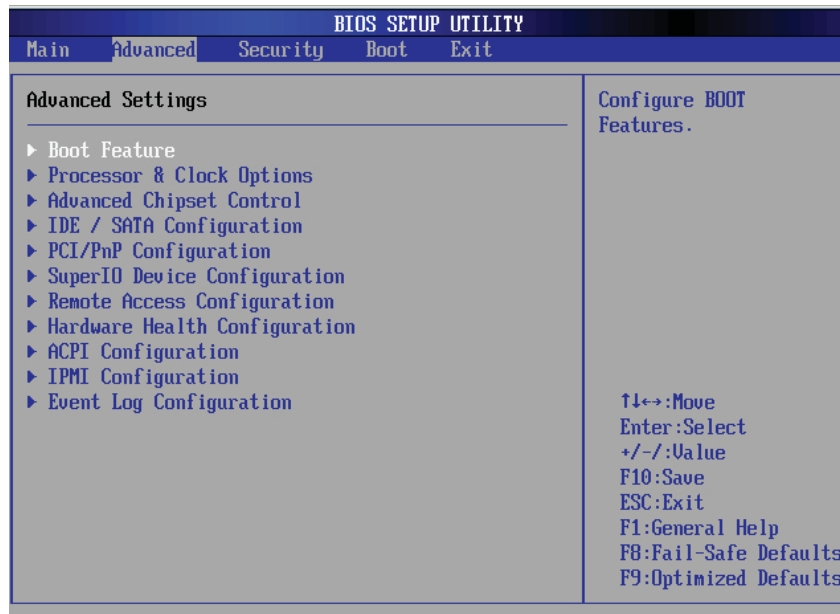 BIOS SETUP UTILITY
Main Advanced Security Boot Exit
Advanced Settings
Boot Feature
Processor & Clock Options
Advanced Chipset Control
IDE / SATA Configuration
PCI/PnP Configuration
SuperIO Device Configuration
Remote Access Configuration
Hardware Health Configuration
ACPI Configuration
IPMI Configuration
Event Log Configuration
Configure BOOT
Features.
↑↓←→:Move
Enter:Select
+/-/:Value
F10:Save
ESC:Exit
F1:General Help
F8:Fail-Safe Defaults
F9:Optimized Defaults